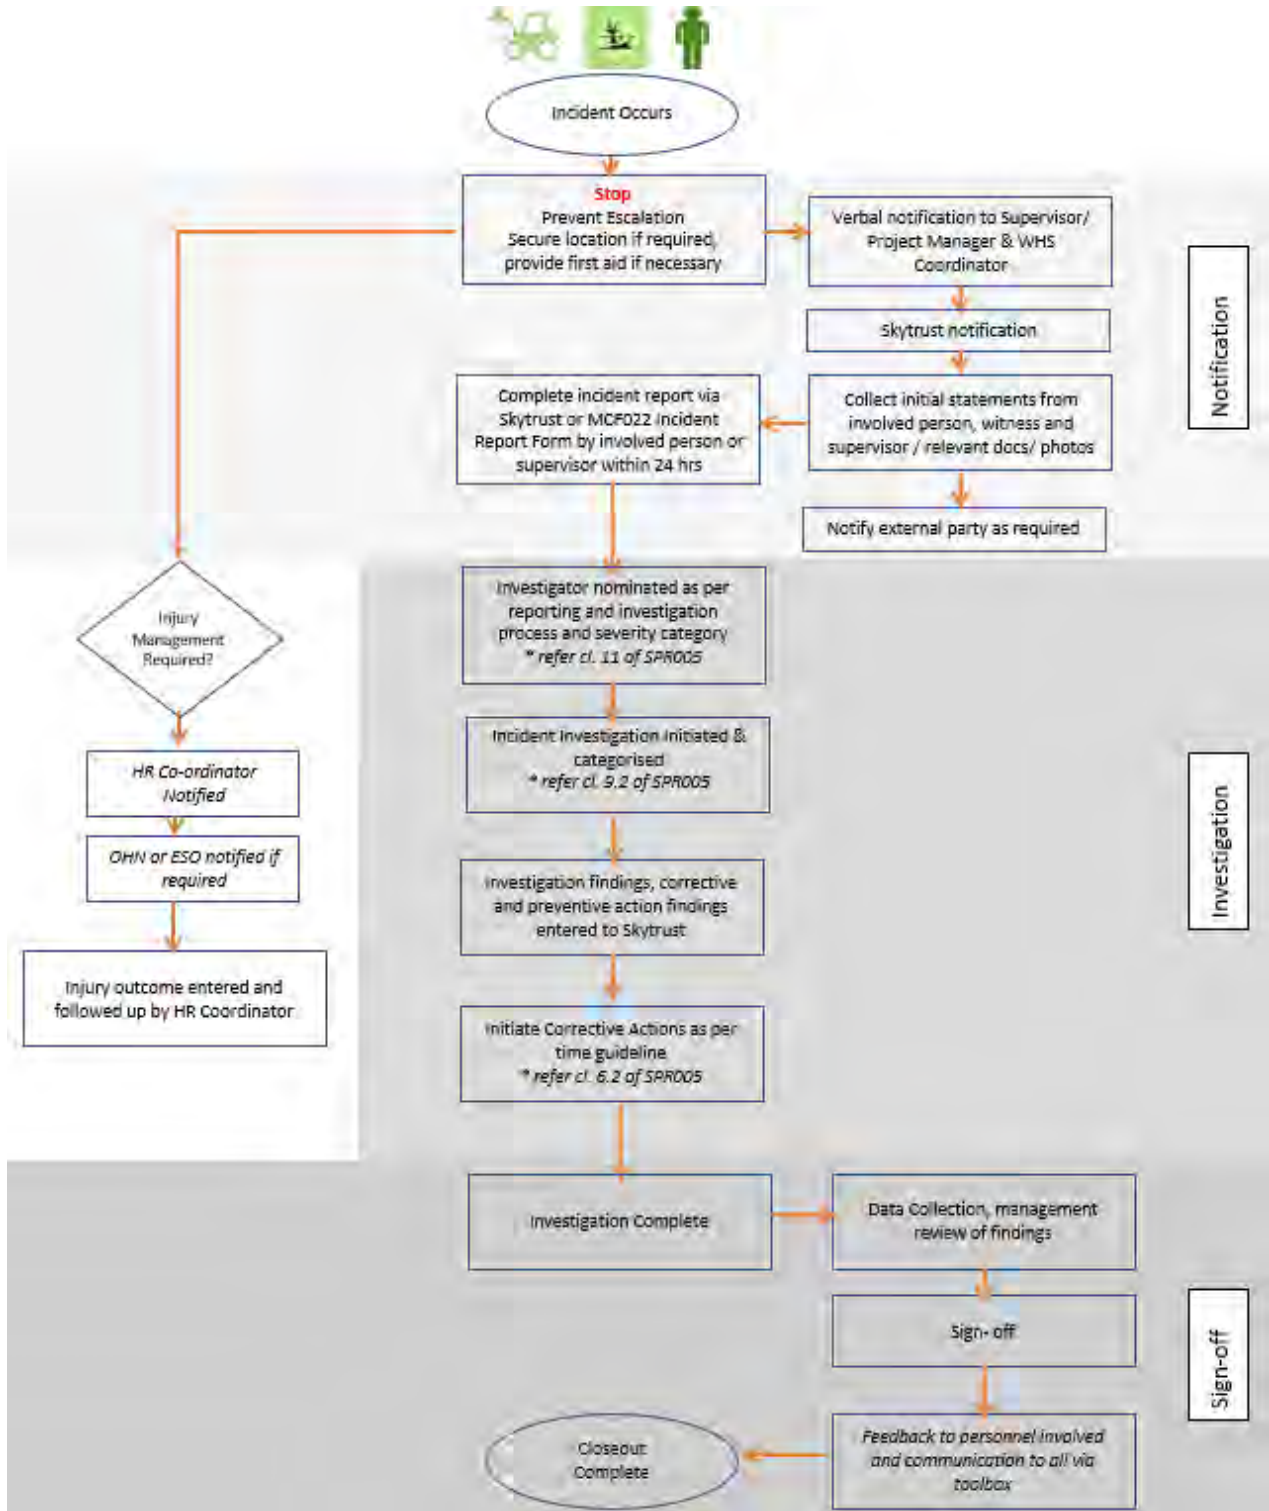 Incident Occurs
Stop
Prevent Escalation
Secure location if required,
provide first aid if necessary
Verbal notification to Supervisor/
Project Manager & WHS
Coordinator
Skytrust notification
Collect initial statements from
involved person, witness and
supervisor / relevant docs/ photos
Complete incident report via
Skytrust or MCF022 Incident
Report Form by involved person or
supervisor within 24 hrs
Notify external party as required
Notification
Investigator nominated as per
reporting and investigation
process and severity category
* refer cl. 11 of SPR005
Injury
Management
Required?
HR Co-ordinator
Notified
OHN or ESO notified if
required
Injury outcome entered and
followed up by HR Coordinator
Incident Investigation Initiated &
categorised
* refer cl. 9.2 of SPR005
Investigation findings, corrective
and preventive action findings
entered to Skytrust
Initiate Corrective Actions as per
time guideline
* refer cl. 6.2 of SPR005
Investigation
Investigation Complete
Data Collection, management
review of findings
Sign- off
Feedback to personnel involved
and communication to all via
toolbox
Closeout
Complete
Sign-off